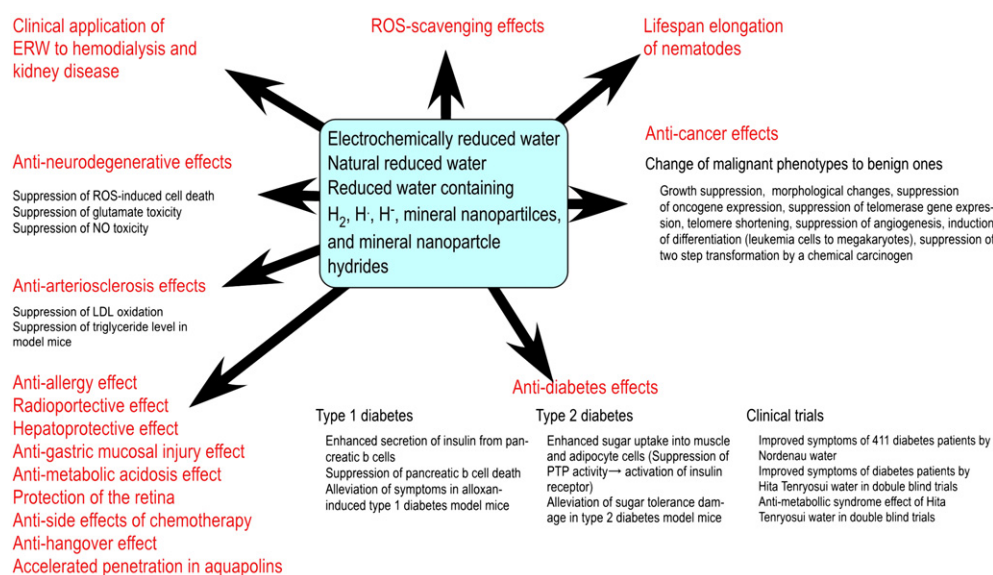 Clinical application of
ERW to hemodialysis and
kidney disease
ROS-scavenging effects
Lifespan elongation
of nematodes
Electrochemically reduced water
Natural reduced water
Reduced water containing
H₂, H·, H⁻, mineral nanopartilces,
and mineral nanopartcle
hydrides
Anti-neurodegenerative effects
Suppression of ROS-induced cell death
Suppression of glutamate toxicity
Suppression of NO toxicity
Anti-arteriosclerosis effects
Suppression of LDL oxidation
Suppression of triglyceride level in
model mice
Anti-cancer effects
Change of malignant phenotypes to benign ones
Growth suppression, morphological changes, suppression
of oncogene expression, suppression of telomerase gene expres-
sion, telomere shortening, suppression of angiogenesis, induction
of differentiation (leukemia cells to megakaryotes), suppression of
two step transformation by a chemical carcinogen
Anti-allergy effect
Radioportective effect
Hepatoprotective effect
Anti-gastric mucosal injury effect
Anti-metabolic acidosis effect
Protection of the retina
Anti-side effects of chemotherapy
Anti-hangover effect
Accelerated penetration in aquapolins
Anti-diabetes effects
Type 1 diabetes
Enhanced secretion of insulin from pan-
creatic b cells
Suppression of pancreatic b cell death
Alleviation of symptoms in alloxan-
induced type 1 diabetes model mice
Type 2 diabetes
Enhanced sugar uptake into muscle
and adipocyte cells (Suppression of
PTP activity→ activation of insulin
receptor)
Alleviation of sugar tolerance dam-
age in type 2 diabetes model mice
Clinical trials
Improved symptoms of 411 diabetes patients by
Nordenau water
Improved symptoms of diabetes patients by
Hita Tenryosui water in dobule blind trials
Anti-metabollic syndrome effect of Hita
Tenryosui water in double blind trials